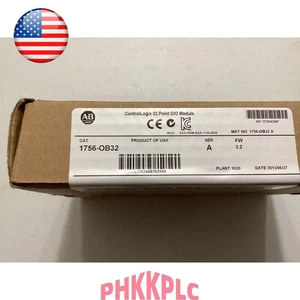 AB
ControlLogix 32 Point D/O Module
MAT NO 1756-OB32 A
CAT
PRODUCT OF USA
SER
FW
1756-OB32
A
3.2
PLANT 1020
DATE 2013/06/27
PHKKPLC